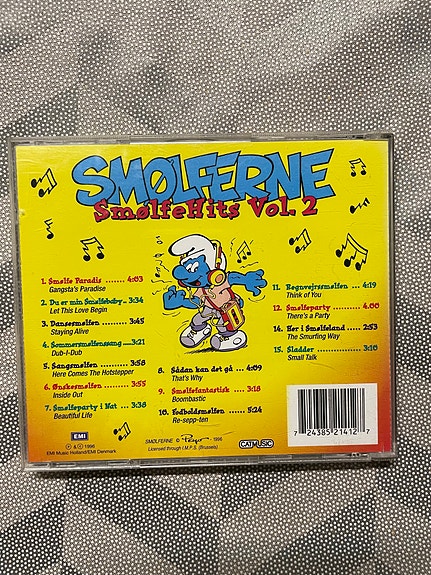 SMØLFERNE
SmølfeHits Vol. 2
1. Smølfe Paradis ........ 4:03
Gangsta's Paradise
2. Du er min Smølfebaby.. 3:34
Let This Love Begin
3. Dansesmølfen .......... 3:45
Staying Alive
4. Sommersmølfensang ....3:21
Dub-I-Dub
5. Sangsmølfen .......... 3:58
Here Comes The Hotstepper
6. Ønskesmølfen ......... 3:55
Inside Out
7. Smølfeparty i Nat ..... 3:38
Beautiful Life
8. Sådan kan det gå ... 4:09
That's Why
9. Smølfefantastisk .... 3:18
Boombastic
10. Fodboldsmølfen ..... 5:24
Re-sepp-ten
11. Regnvejrssmølfen .. 4:19
Think of You
12. Smølfeparty ......... 4.00
There's a Party
14. Her i Smølfeland .... 2:53
The Smurfing Way
15. Sladder ............... 3:10
Small Talk
EMI
℗ & © 1996
EMI Music Holland/EMI Denmark
SMØLFERNE © Peyo - 1996
Licensed through I.M.P.S. (Brussels)
CATMUSIC
7 24385 21412 7